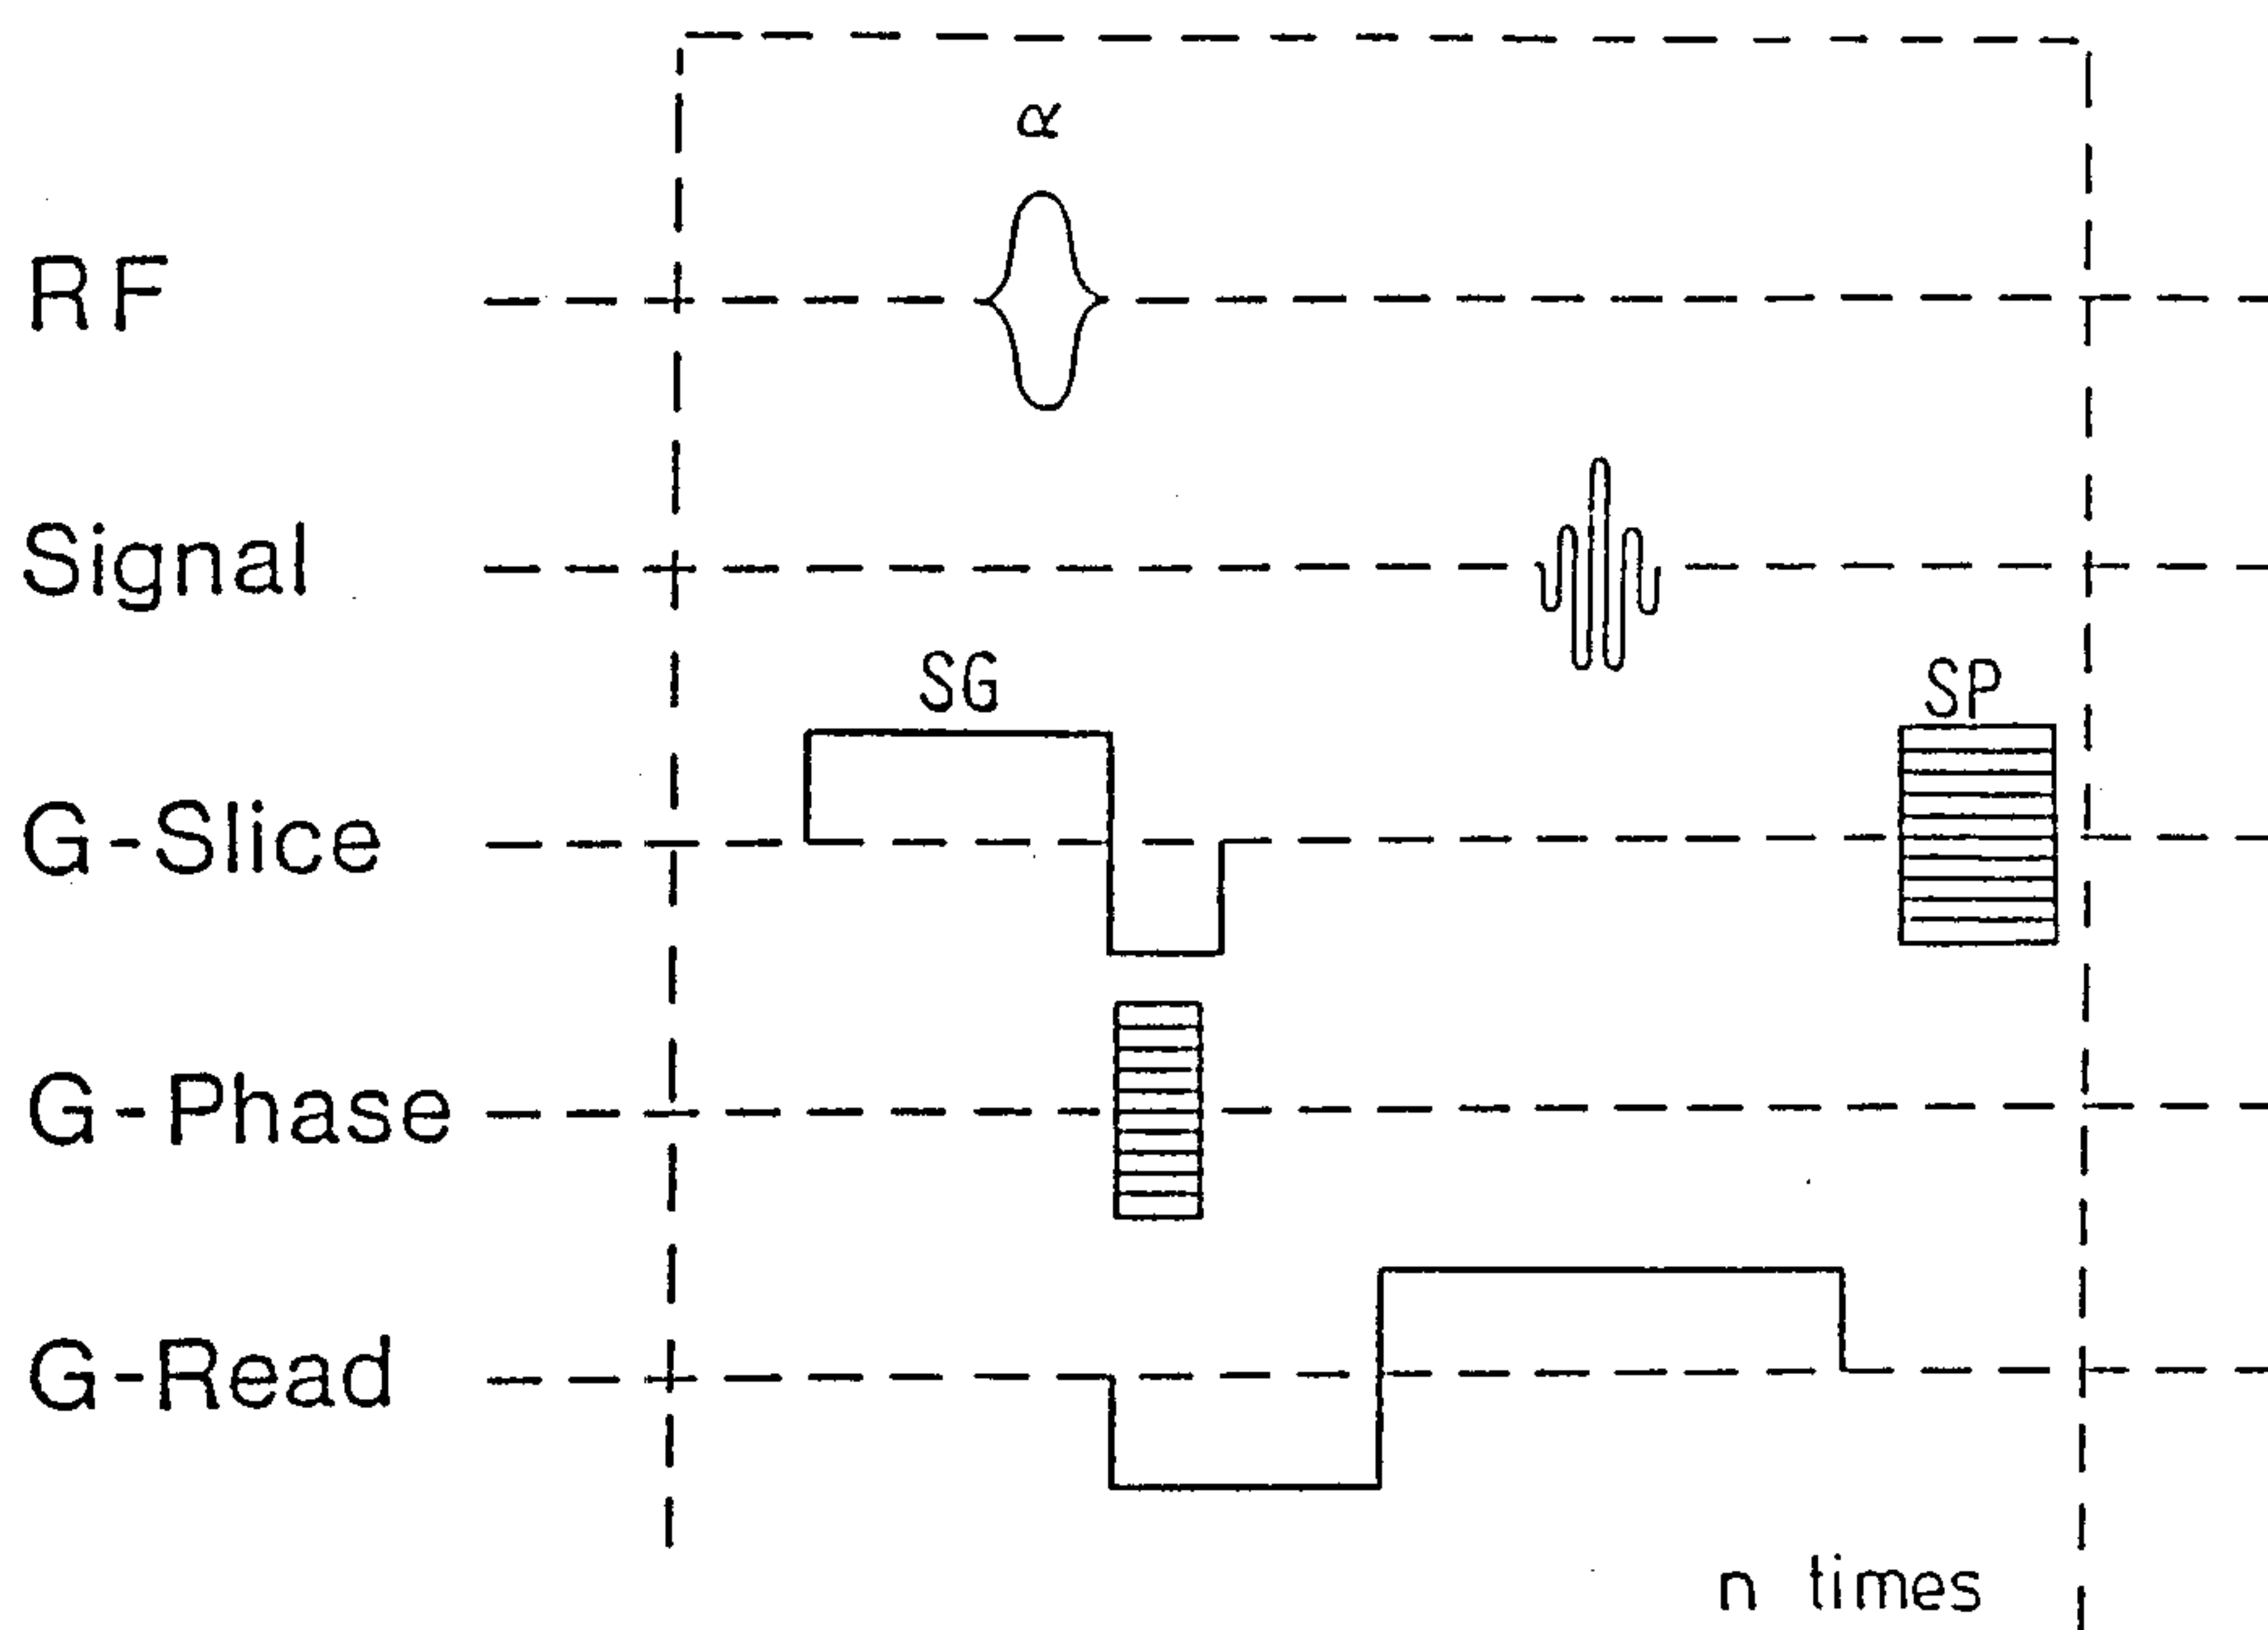 α
RF
Signal
SG
SP
G-Slice
G-Phase
G-Read
n times